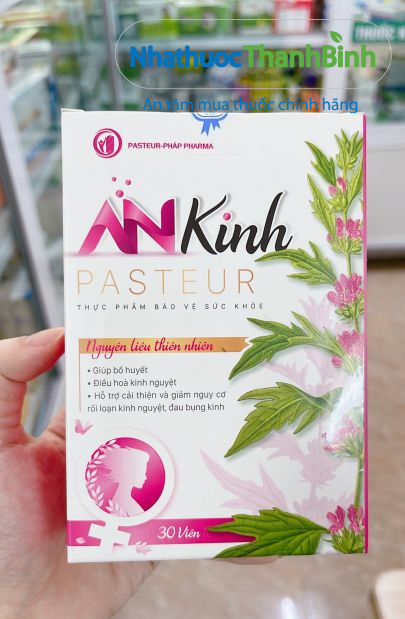 NhathuocThanhBinh
An tâm mua thuốc chính hãng
PASTEUR-PHÁP PHARMA
AN Kinh
PASTEUR
THỰC PHẨM BẢO VỆ SỨC KHỎE
Nguyên liệu thiên nhiên
• Giúp bổ huyết
• Điều hoà kinh nguyệt
• Hỗ trợ cải thiện và giảm nguy cơ
rối loạn kinh nguyệt, đau bụng kinh
30 Viên